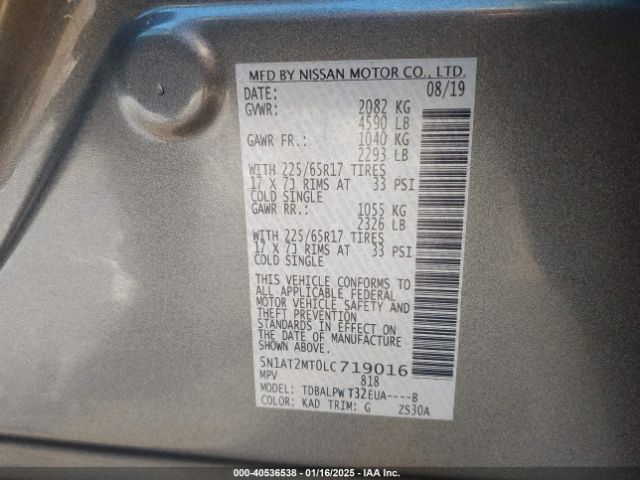 MFD BY NISSAN MOTOR CO., LTD.
DATE: 08/19
GVWR: 2082 KG
4590 LB
GAWR FR.: 1040 KG
2293 LB
WITH 225/65R17 TIRES
17 X 7J RIMS AT 33 PSI
COLD SINGLE
GAWR RR.: 1055 KG
2326 LB
WITH 225/65R17 TIRES
17 X 7J RIMS AT 33 PSI
COLD SINGLE
THIS VEHICLE CONFORMS TO
ALL APPLICABLE FEDERAL
MOTOR VEHICLE SAFETY AND
THEFT PREVENTION
STANDARDS IN EFFECT ON
THE DATE OF MANUFACTURE
SHOWN ABOVE
5N1AT2MT0LC719016
MPV 818
MODEL: TDBALPW T32EUA----B
COLOR: KAD TRIM: G ZS30A
000-40536538 - 01/16/2025 - IAA Inc.